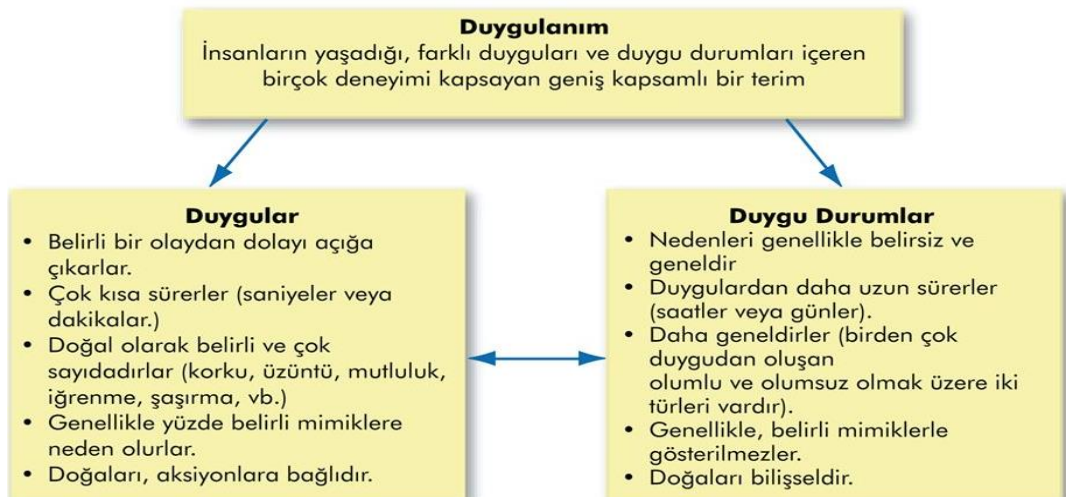 Duygulanım
İnsanların yaşadığı, farklı duyguları ve duygu durumları içeren
birçok deneyimi kapsayan geniş kapsamlı bir terim
Duygular
• Belirli bir olaydan dolayı açığa
çıkarlar.
• Çok kısa sürerler (saniyeler veya
dakikalar.)
• Doğal olarak belirli ve çok
sayıdadırlar (korku, üzüntü, mutluluk,
iğrenme, şaşırma, vb.)
• Genellikle yüzde belirli mimiklere
neden olurlar.
• Doğaları, aksiyonlara bağlıdır.
Duygu Durumlar
• Nedenleri genellikle belirsiz ve
geneldir
• Duygulardan daha uzun sürerler
(saatler veya günler).
• Daha geneldirler (birden çok
duygudan oluşan
olumlu ve olumsuz olmak üzere iki
türleri vardır).
• Genellikle, belirli mimiklerle
gösterilmezler.
• Doğaları bilişseldir.